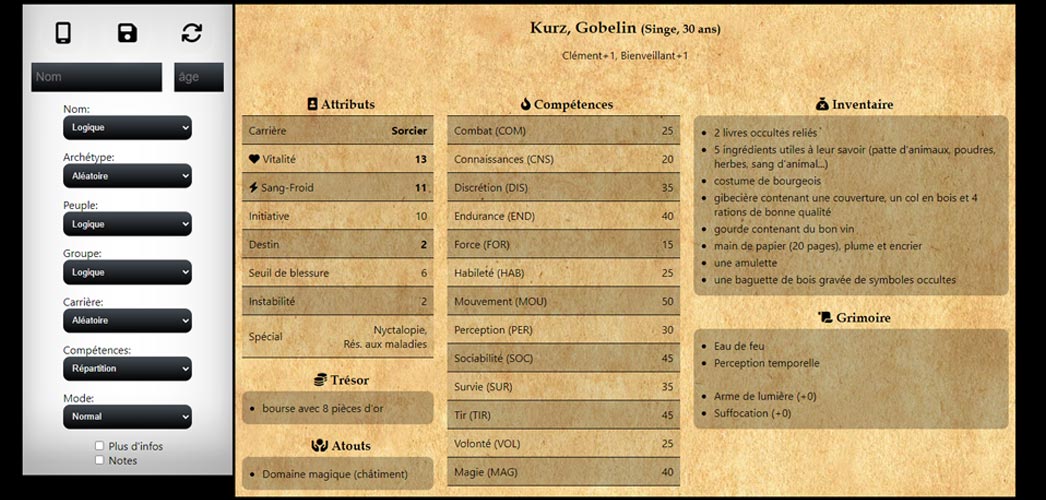 Nom
âge
Nom:
Logique
Archétype:
Aléatoire
Peuple:
Logique
Groupe:
Logique
Carrière:
Aléatoire
Compétences:
Répartition
Mode:
Normal
Plus d'infos
Notes
Kurz, Gobelin (Singe, 30 ans)
Clément+1, Bienveillant+1
Attributs
Carrière Sorcier
Vitalité 13
Sang-Froid 11
Initiative 10
Destin 2
Seuil de blessure 6
Instabilité 2
Spécial Nyctalopie,
Rés. aux maladies
Trésor
• bourse avec 8 pièces d'or
Atouts
• Domaine magique (châtiment)
Compétences
Combat (COM) 25
Connaissances (CNS) 20
Discrétion (DIS) 35
Endurance (END) 40
Force (FOR) 15
Habileté (HAB) 25
Mouvement (MOU) 50
Perception (PER) 30
Sociabilité (SOC) 45
Survie (SUR) 35
Tir (TIR) 45
Volonté (VOL) 25
Magie (MAG) 40
Inventaire
• 2 livres occultes reliés
• 5 ingrédients utiles à leur savoir (patte d'animaux, poudres,
herbes, sang d'animal...)
• costume de bourgeois
• gibecière contenant une couverture, un col en bois et 4
rations de bonne qualité
• gourde contenant du bon vin
• main de papier (20 pages), plume et encrier
• une amulette
• une baguette de bois gravée de symboles occultes
Grimoire
• Eau de feu
• Perception temporelle
• Arme de lumière (+0)
• Suffocation (+0)